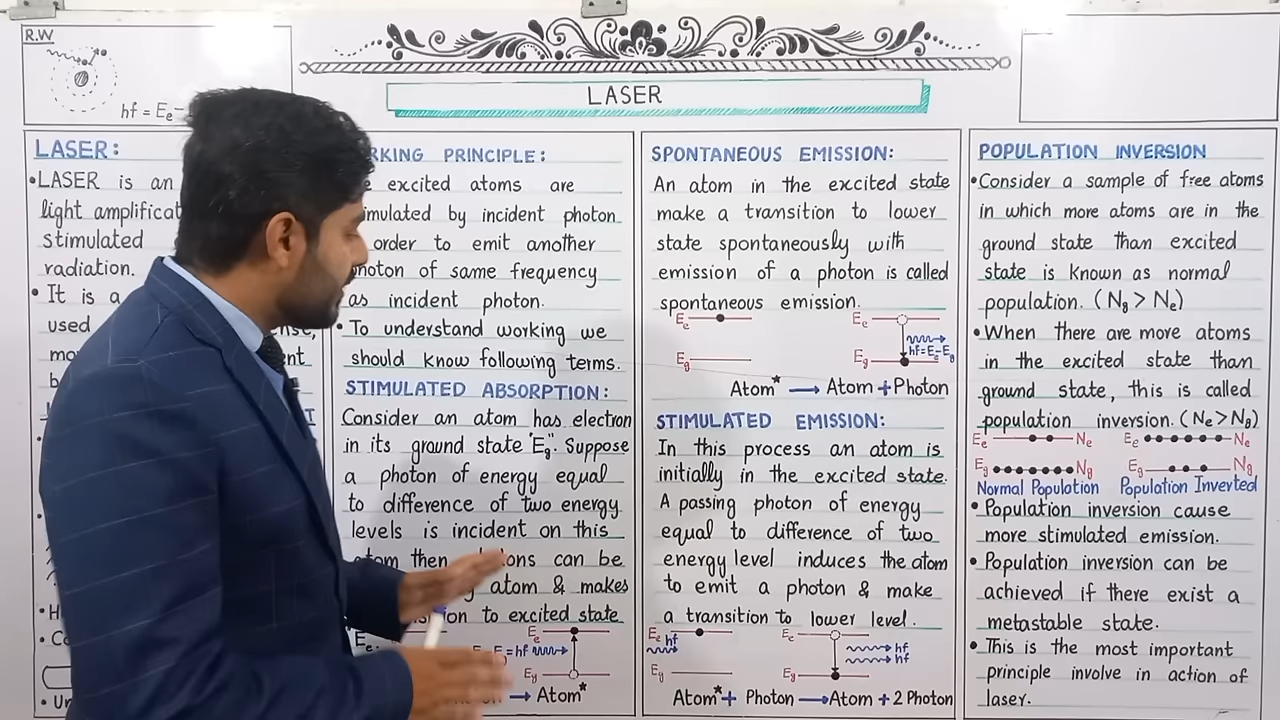 R.W
hf = Ee
LASER
LASER:
• LASER is an
light amplificat
stimulated
radiation.
• It is a
used
WORKING PRINCIPLE:
excited atoms are
stimulated by incident photon
order to emit another
photon of same frequency
as incident photon.
• To understand working we
should know following terms.
STIMULATED ABSORPTION:
Consider an atom has electron
in its ground state "Eg". Suppose
a photon of energy equal
to difference of two energy
levels is incident on this
atom then can be
atom & makes
to excited state
Ee
Ee
= hf
Eg
→ Atom*
SPONTANEOUS EMISSION:
An atom in the excited state
make a transition to lower
state spontaneously with
emission of a photon is called
spontaneous emission.
Ee Ee
hf=Ee-Eg
Eg Eg
Atom* → Atom + Photon
STIMULATED EMISSION:
In this process an atom is
initially in the excited state.
A passing photon of energy
equal to difference of two
energy level induces the atom
to emit a photon & make
a transition to lower level.
Ee hf Ee hf
hf
Eg Eg
Atom* + Photon → Atom + 2 Photon
POPULATION INVERSION
• Consider a sample of free atoms
in which more atoms are in the
ground state than excited
state is known as normal
population. (Ng > Ne)
• When there are more atoms
in the excited state than
ground state, this is called
population inversion. (Ne > Ng)
Ee Ne Ee Ne
Eg Ng Eg Ng
Normal Population Population Inverted
• Population inversion cause
more stimulated emission.
• Population inversion can be
achieved if there exist a
metastable state.
• This is the most important
principle involve in action of
laser.